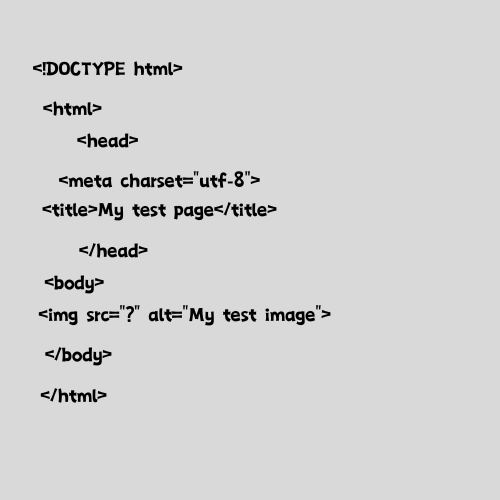 <!DOCTYPE html>
<html>
<head>
<meta charset="utf-8">
<title>My test page</title>
</head>
<body>
<img src="?" alt="My test image">
</body>
</html>